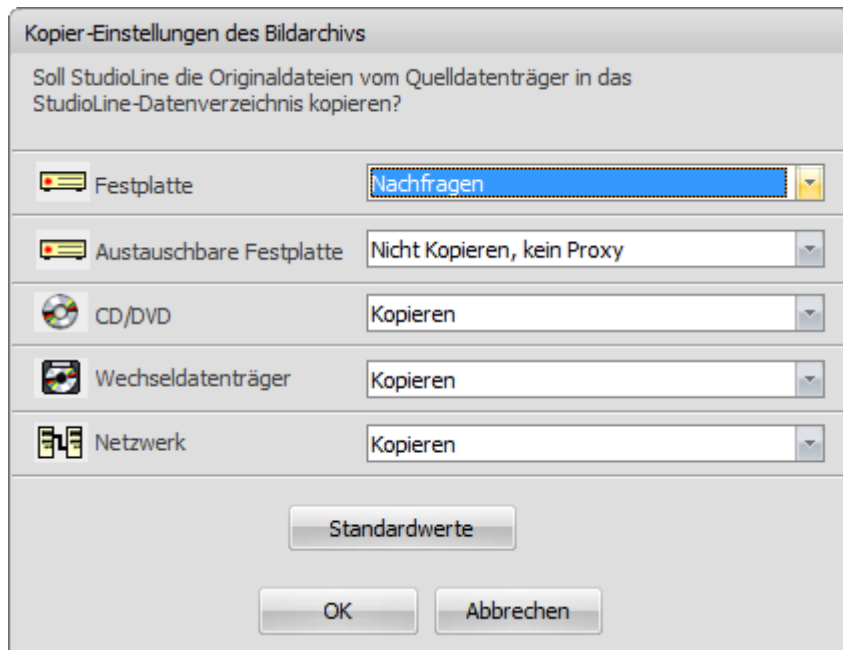 Kopier-Einstellungen des Bildarchivs
Soll StudioLine die Originaldateien vom Quelldatenträger in das
StudioLine-Datenverzeichnis kopieren?
Festplatte Nachfragen
Austauschbare Festplatte Nicht Kopieren, kein Proxy
CD/DVD Kopieren
Wechseldatenträger Kopieren
Netzwerk Kopieren
Standardwerte
OK Abbrechen